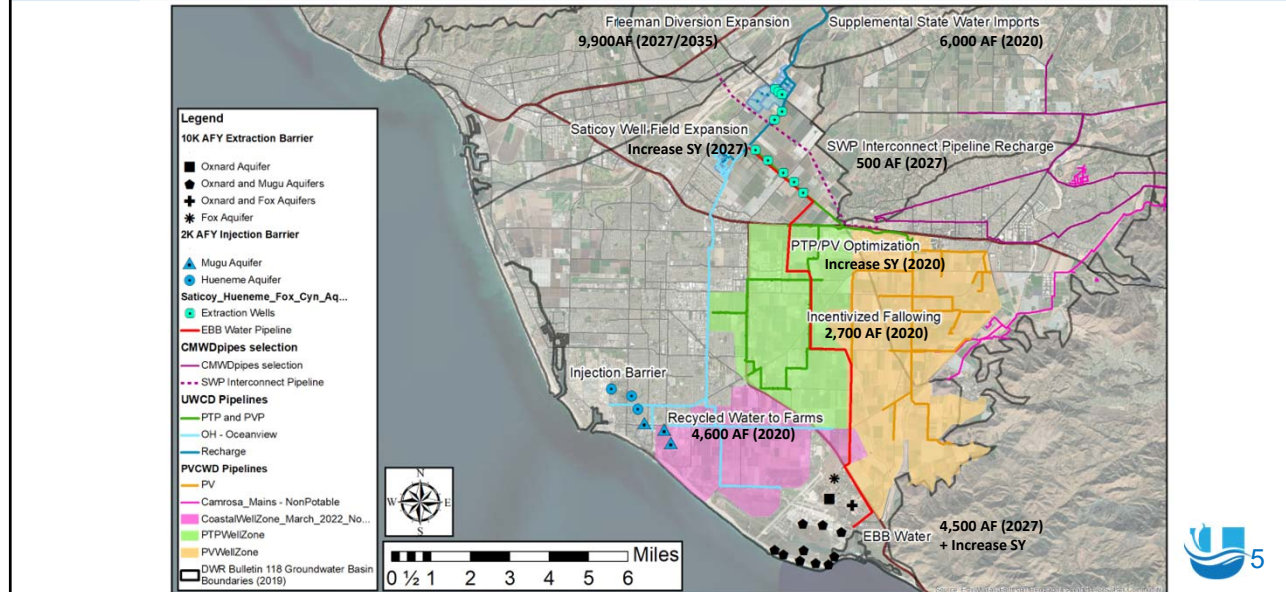 Freeman Diversion Expansion
9,900AF (2027/2035)
Supplemental State Water Imports
6,000 AF (2020)
Saticoy Well Field Expansion
Increase SY (2027)
SWP Interconnect Pipeline Recharge
500 AF (2027)
PTP/PV Optimization
Increase SY (2020)
Incentivized Fallowing
2,700 AF (2020)
Injection Barrier
Recycled Water to Farms
4,600 AF (2020)
EBB Water
4,500 AF (2027)
+ Increase SY
Legend
10K AFY Extraction Barrier
Oxnard Aquifer
Oxnard and Mugu Aquifers
Oxnard and Fox Aquifers
Fox Aquifer
2K AFY Injection Barrier
Mugu Aquifer
Hueneme Aquifer
Saticoy_Hueneme_Fox_Cyn_Aq...
Extraction Wells
EBB Water Pipeline
CMWDpipes selection
CMWDpipes selection
SWP Interconnect Pipeline
UWCD Pipelines
PTP and PVP
OH - Oceanview
Recharge
PVCWD Pipelines
PV
Camrosa_Mains - NonPotable
CoastalWellZone_March_2022_No...
PTPWellZone
PVWellZone
DWR Bulletin 118 Groundwater Basin
Boundaries (2019)
N
W E
S
Miles
0 ½ 1 2 3 4 5 6
5